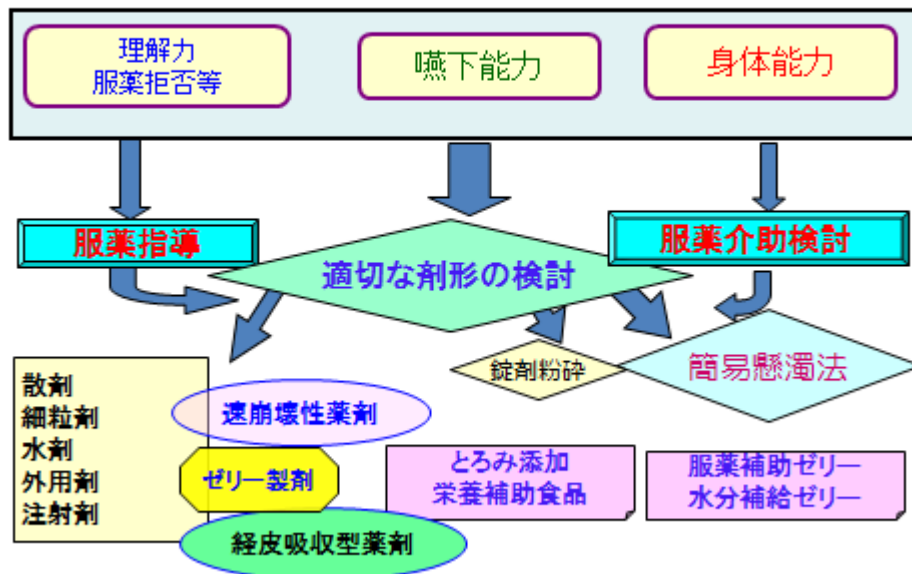 理解力
服薬拒否等
嚥下能力
身体能力
服薬指導
適切な剤形の検討
服薬介助検討
錠剤粉砕
簡易懸濁法
散剤
細粒剤
水剤
外用剤
注射剤
速崩壊性薬剤
ゼリー製剤
経皮吸収型薬剤
とろみ添加
栄養補助食品
服薬補助ゼリー
水分補給ゼリー